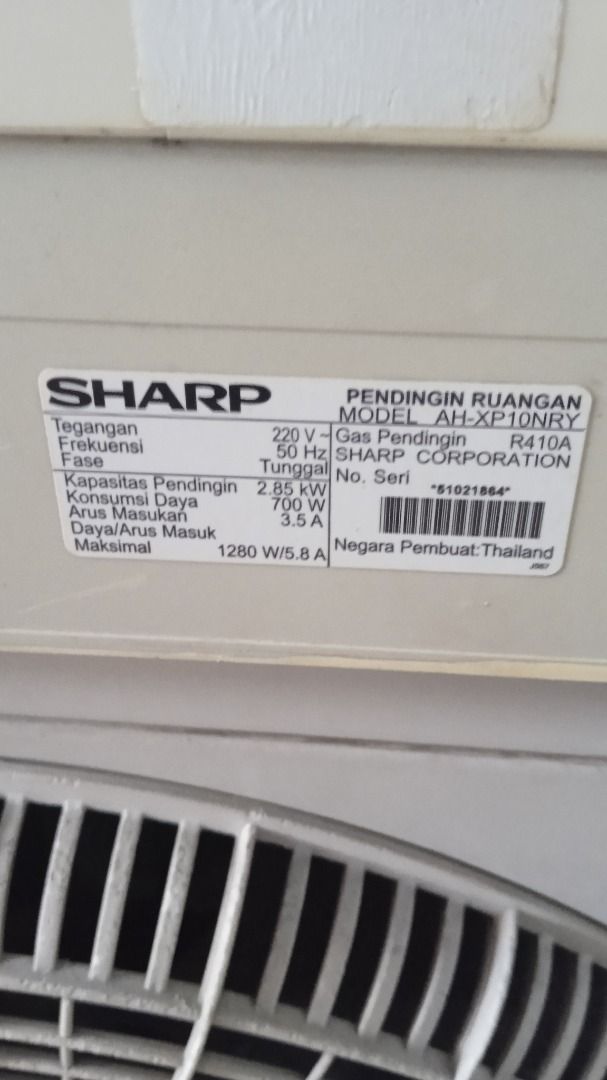 SHARP
PENDINGIN RUANGAN
MODEL AH-XP10NRY
Tegangan 220 V ~
Frekuensi 50 Hz
Fase Tunggal
Kapasitas Pendingin 2.85 kW
Konsumsi Daya 700 W
Arus Masukan 3.5 A
Daya/Arus Masuk
Maksimal 1280 W/5.8 A
Gas Pendingin R410A
SHARP CORPORATION
No. Seri
*51021864*
Negara Pembuat:Thailand